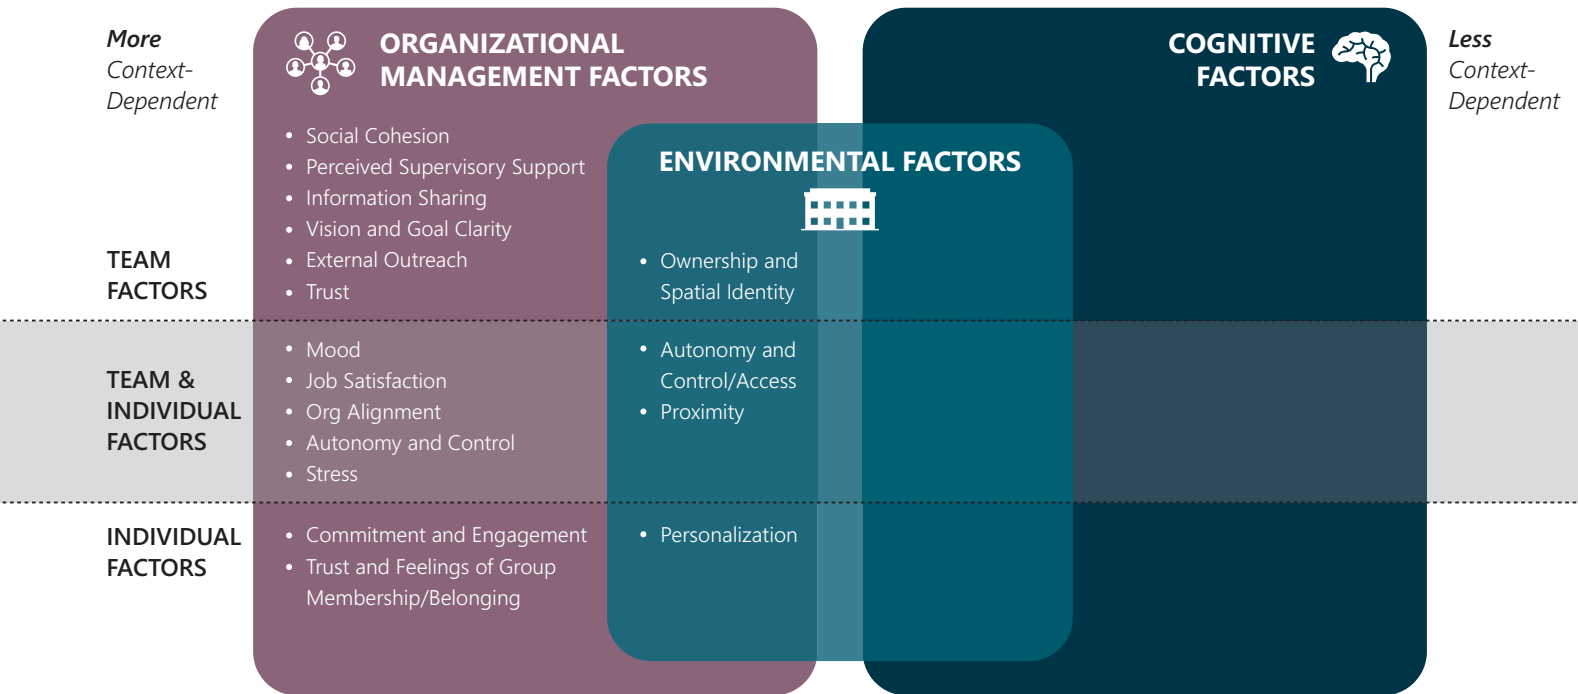 More
Context-
Dependent
ORGANIZATIONAL
MANAGEMENT FACTORS
COGNITIVE
FACTORS
Less
Context-
Dependent
• Social Cohesion
• Perceived Supervisory Support
• Information Sharing
• Vision and Goal Clarity
• External Outreach
• Trust
ENVIRONMENTAL FACTORS
• Ownership and
Spatial Identity
TEAM
FACTORS
TEAM &
INDIVIDUAL
FACTORS
• Mood
• Job Satisfaction
• Org Alignment
• Autonomy and Control
• Stress
• Autonomy and
Control/Access
• Proximity
INDIVIDUAL
FACTORS
• Commitment and Engagement
• Trust and Feelings of Group
Membership/Belonging
• Personalization